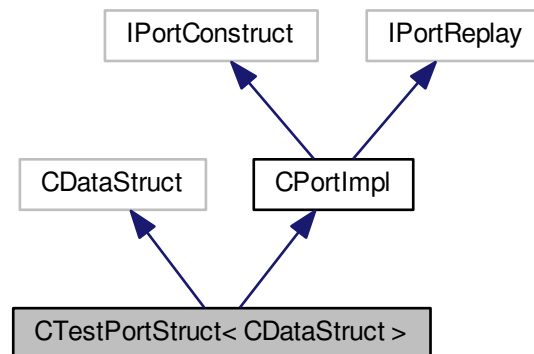 IPortConstruct
IPortReplay
CDataStruct
CPortImpl
CTestPortStruct< CDataStruct >